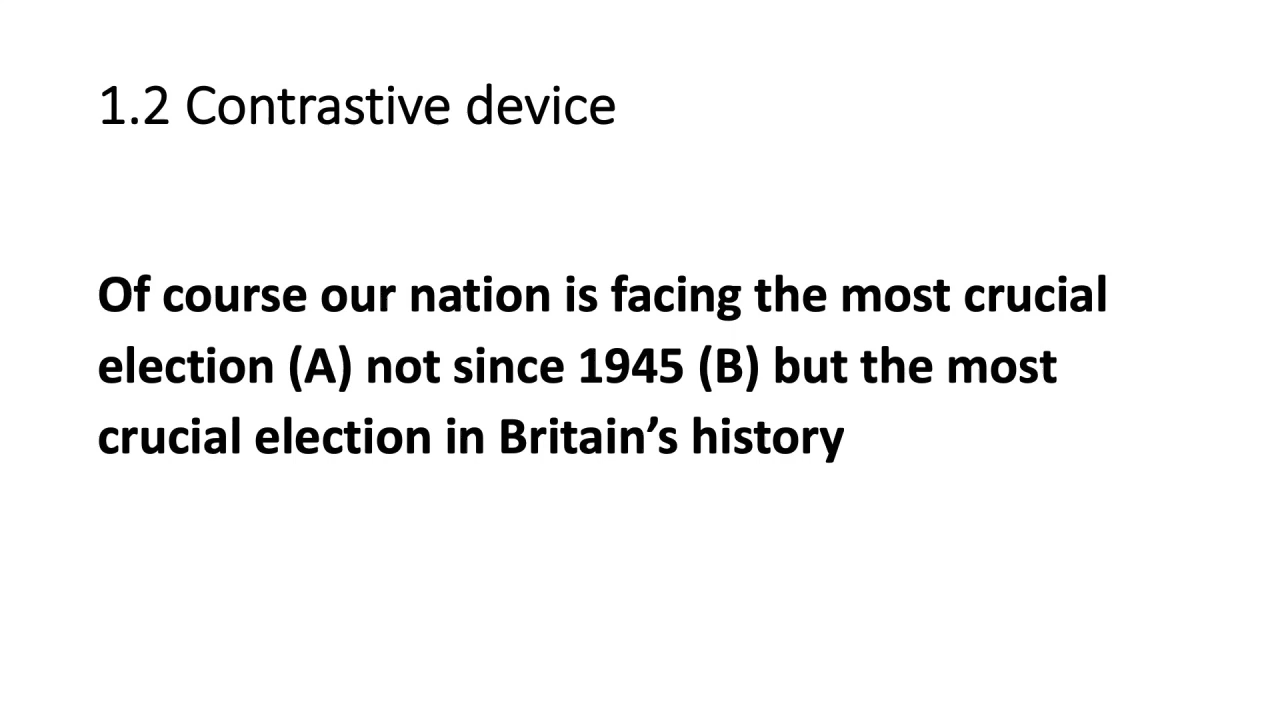 1.2 Contrastive device
Of course our nation is facing the most crucial
election (A) not since 1945 (B) but the most
crucial election in Britain’s history